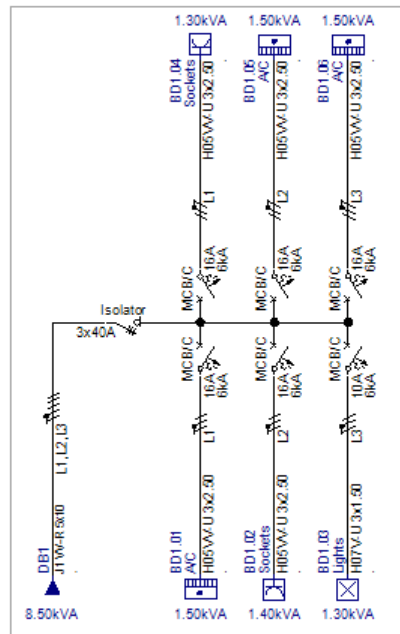 1.30kVA
1.50kVA
1.50kVA
BD1.04
Sockets
H05VV-U 3x2.50
BD1.05
A/C
H05VV-U 3x2.50
BD1.06
A/C
H05VV-U 3x2.50
L1
L2
L3
MCB/C
16A
6kA
MCB/C
16A
6kA
MCB/C
16A
6kA
Isolator
3x40A
MCB/C
16A
6kA
MCB/C
16A
6kA
MCB/C
10A
6kA
L1,L2,L3
L1
L2
L3
DB1
J1VV-R 5x10
BD1.01
A/C
H05VV-U 3x2.50
BD1.02
Sockets
H05VV-U 3x2.50
BD1.03
Lights
H07V-U 3x1.50
8.50kVA
1.50kVA
1.40kVA
1.30kVA